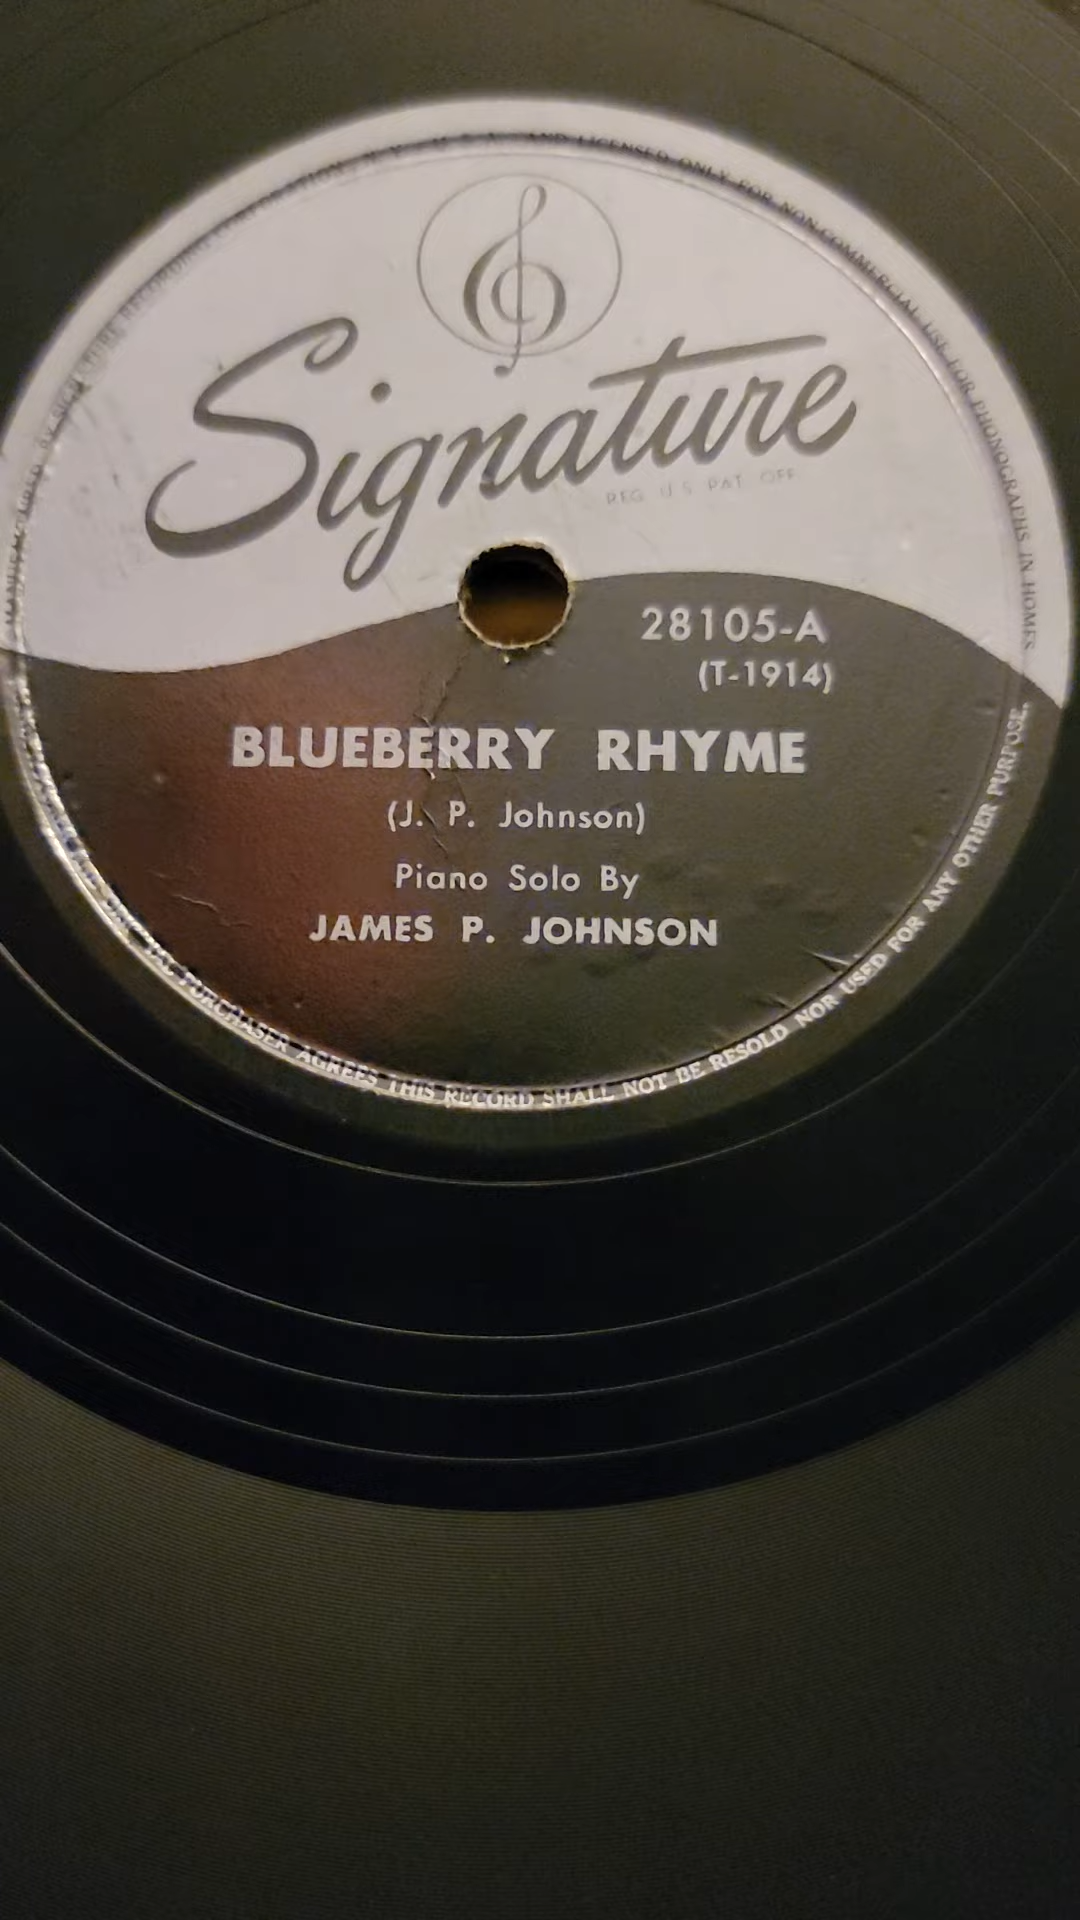 Signature
REG. U.S. PAT. OFF.
28105-A
(T-1914)
BLUEBERRY RHYME
(J. P. Johnson)
Piano Solo By
JAMES P. JOHNSON
AND LICENSED ONLY FOR NON-COMMERCIAL USE FOR PHONOGRAPHS IN HOMES.
PURCHASER AGREES THIS RECORD SHALL NOT BE RESOLD NOR USED FOR ANY OTHER PURPOSE.